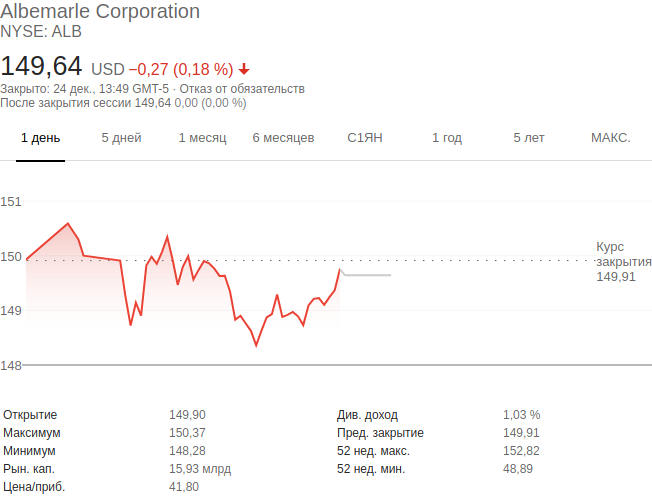 Albemarle Corporation
NYSE: ALB
149,64 USD −0,27 (0,18 %)
Закрыто: 24 дек., 13:49 GMT-5 · Отказ от обязательств
После закрытия сессии 149,64 0,00 (0,00 %)
1 день 5 дней 1 месяц 6 месяцев С1ЯН 1 год 5 лет МАКС.
151
150
149
148
Курс
закрытия
149,91
Открытие 149,90 Див. доход 1,03 %
Максимум 150,37 Пред. закрытие 149,91
Минимум 148,28 52 нед. макс. 152,82
Рын. кап. 15,93 млрд 52 нед. мин. 48,89
Цена/приб. 41,80